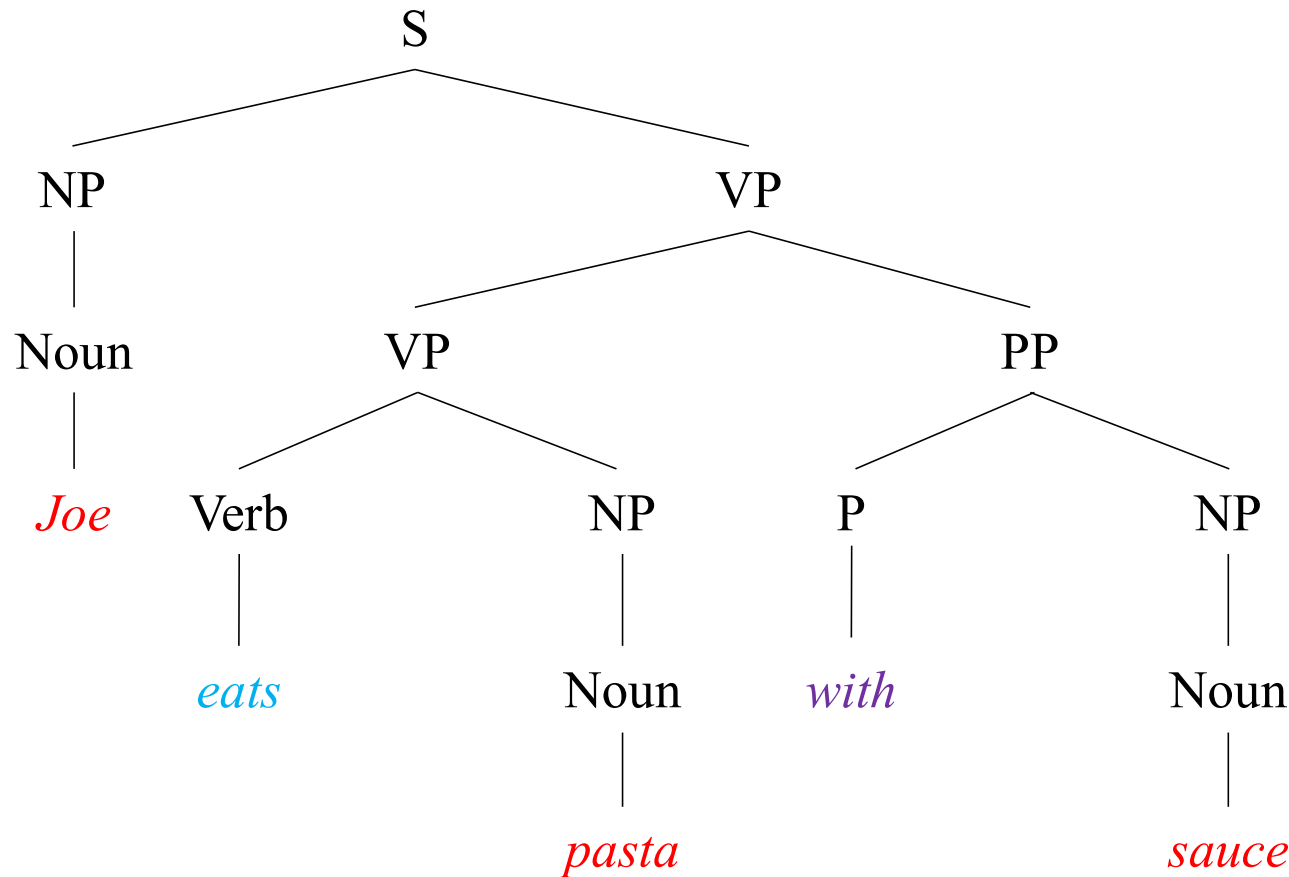 S
NP VP
Noun VP PP
Joe Verb NP P NP
eats Noun with Noun
pasta sauce